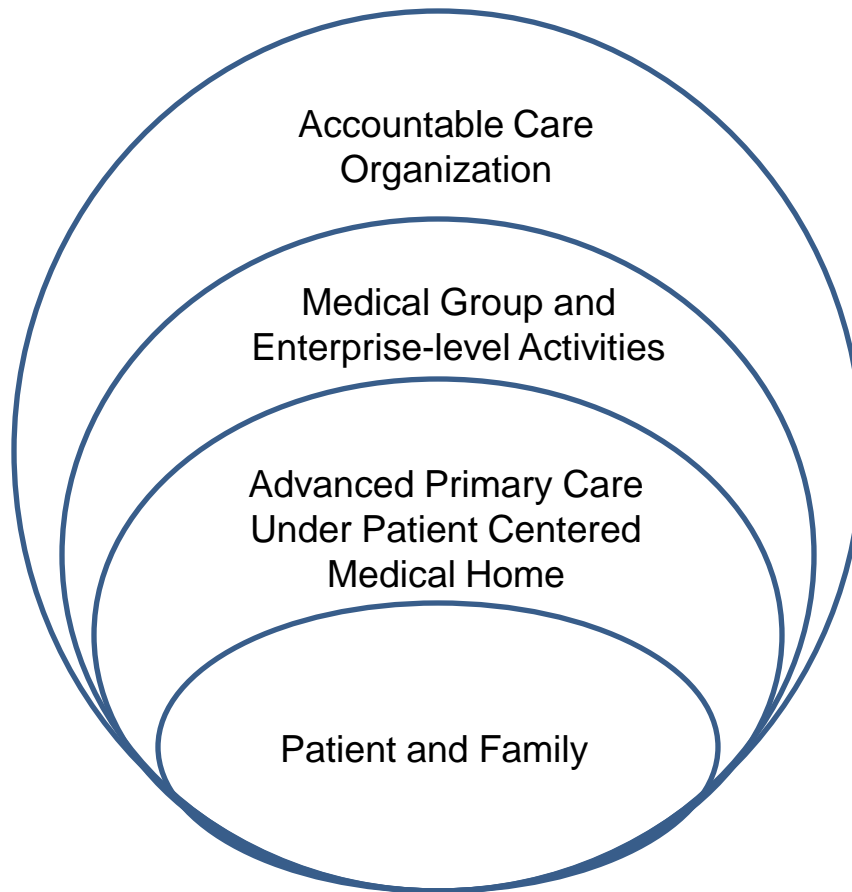 Accountable Care
Organization
Medical Group and
Enterprise-level Activities
Advanced Primary Care
Under Patient Centered
Medical Home
Patient and Family